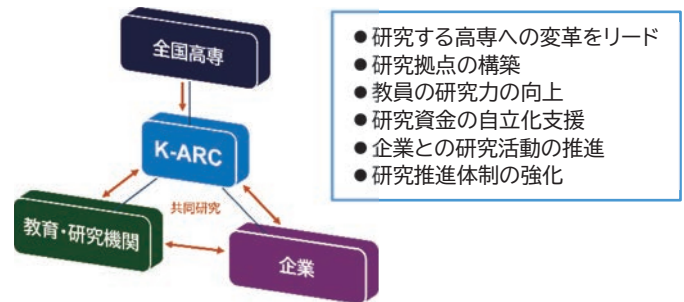 全国高専
K-ARC
共同研究
教育・研究機関
企業
●研究する高専への変革をリード
●研究拠点の構築
●教員の研究力の向上
●研究資金の自立化支援
●企業との研究活動の推進
●研究推進体制の強化